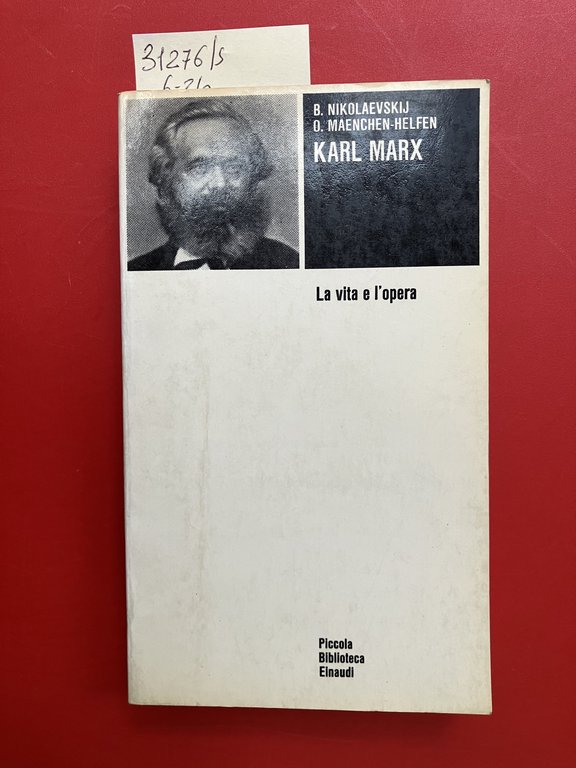 31276/s
B. NIKOLAEVSKIJ
O. MAENCHEN-HELFEN
KARL MARX
La vita e l'opera
Piccola
Biblioteca
Einaudi